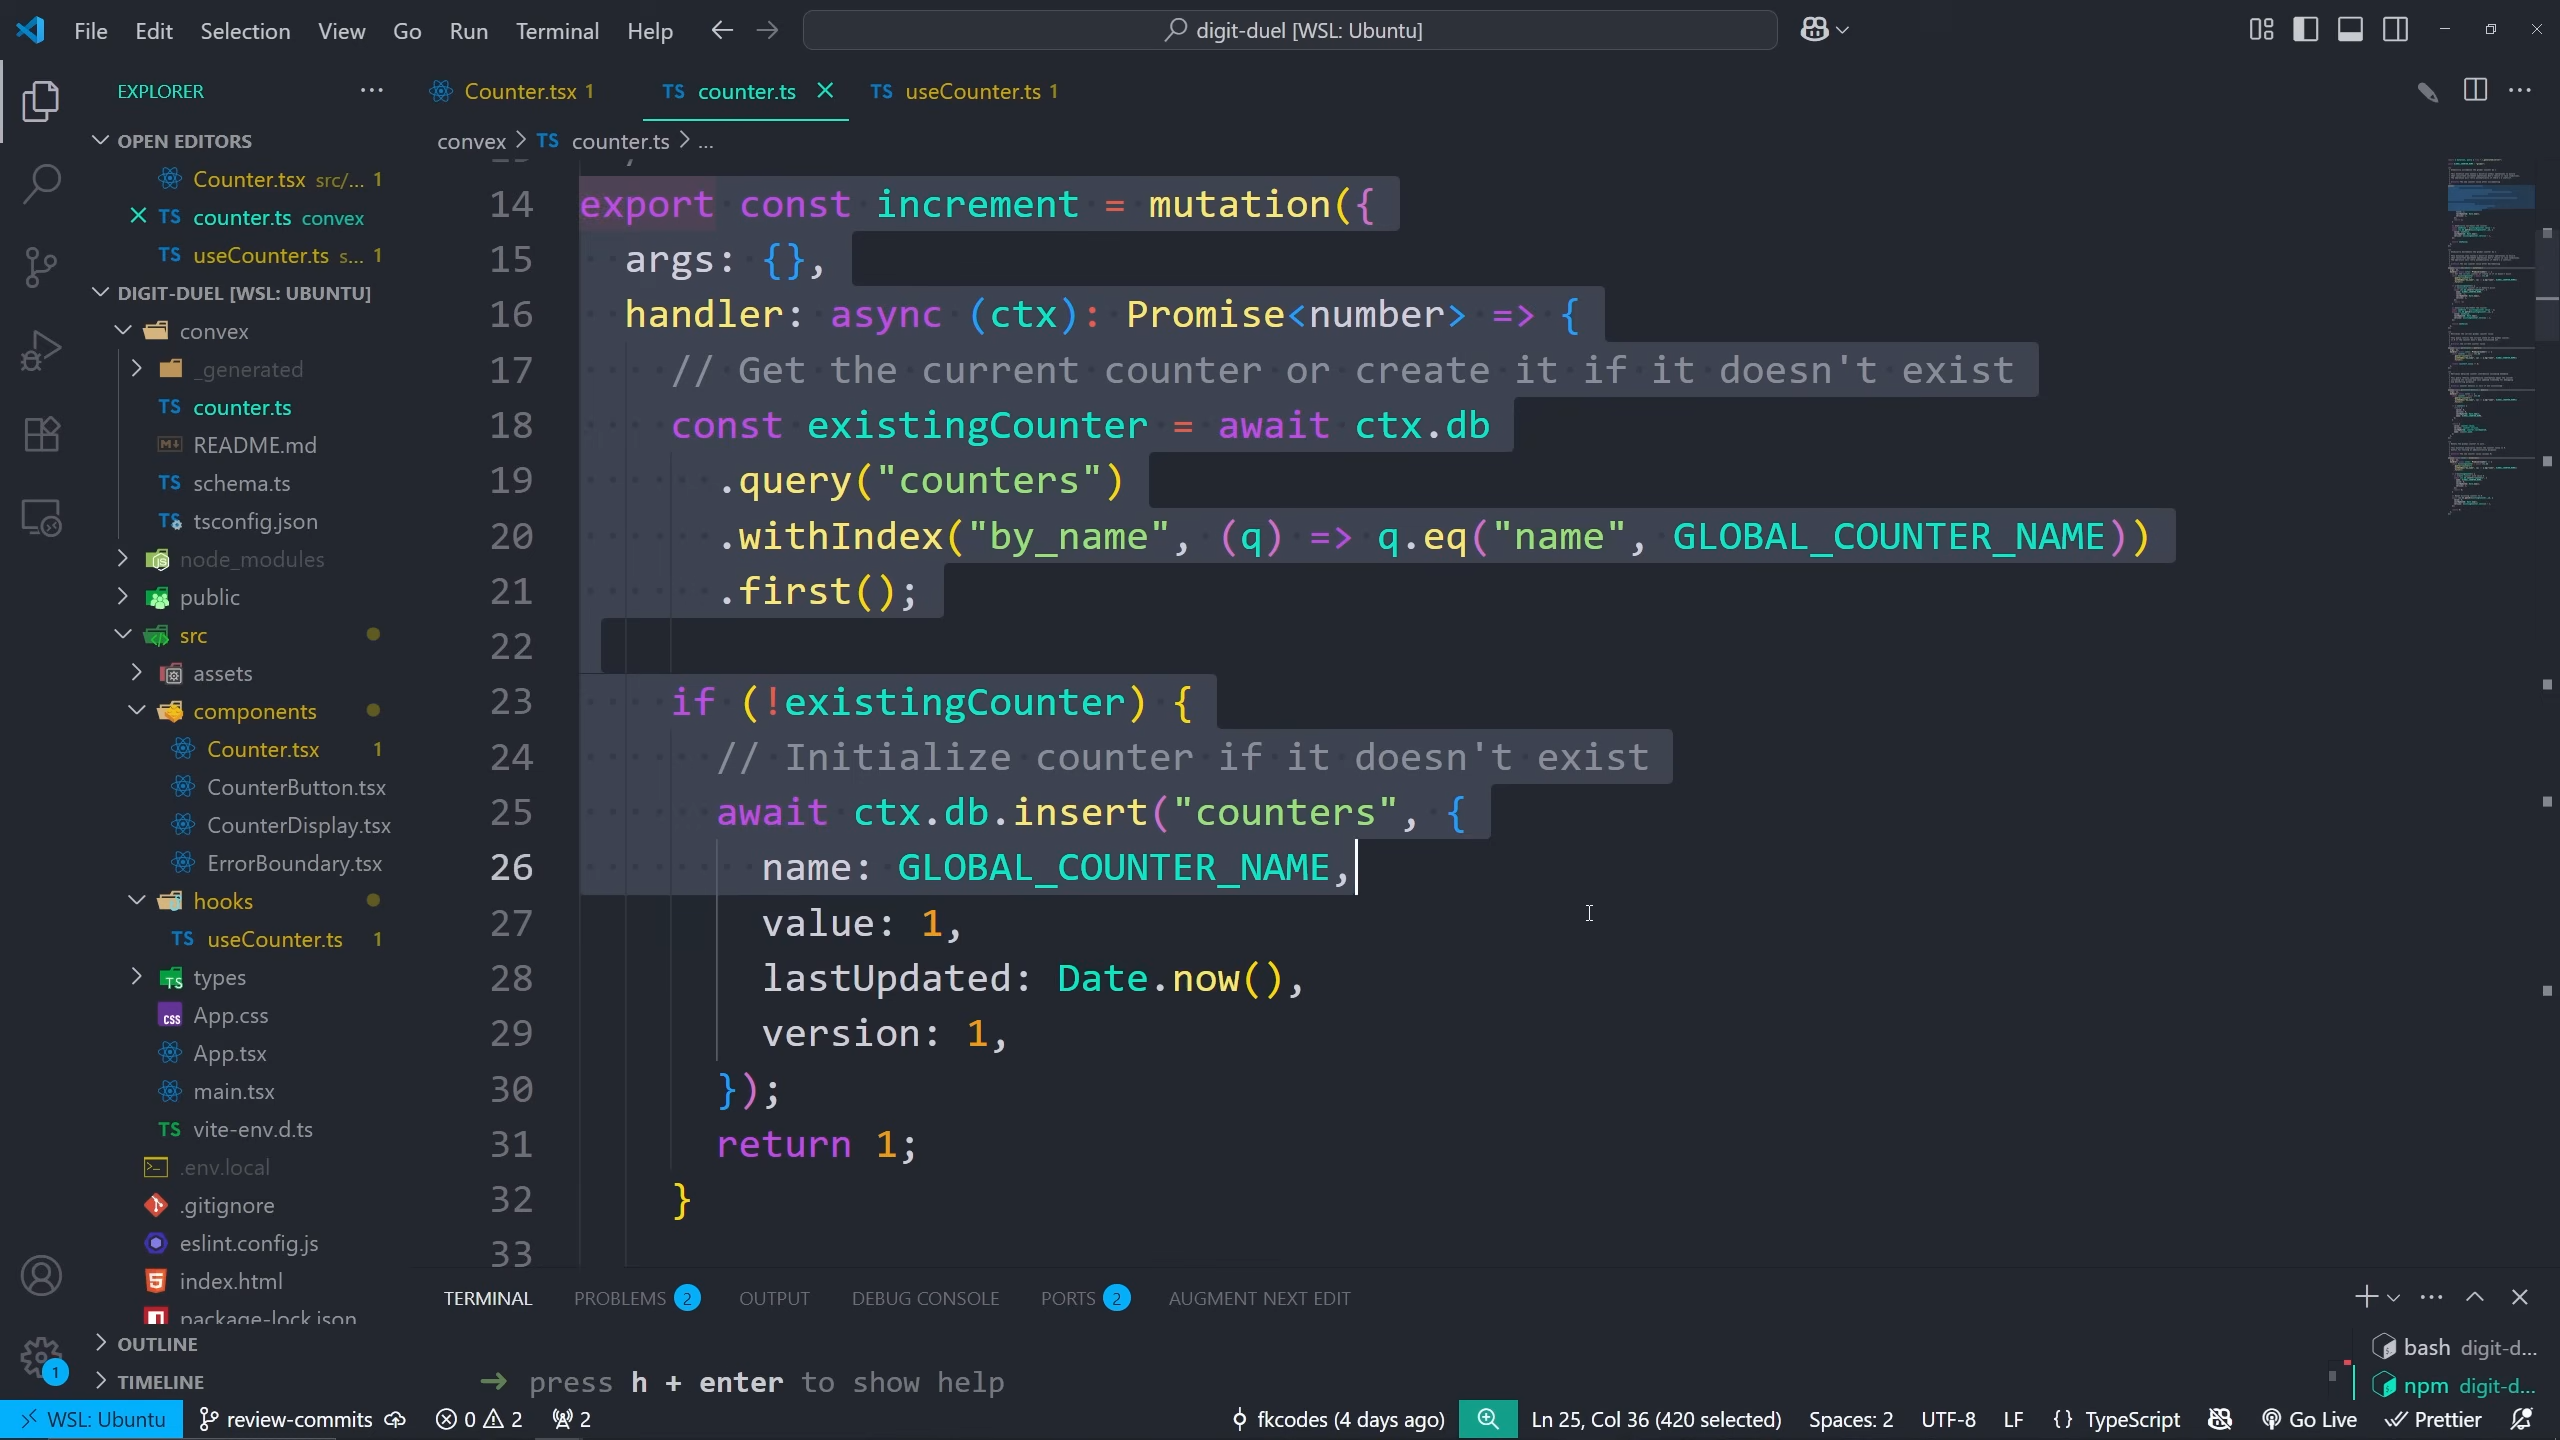 File Edit Selection View Go Run Terminal Help
digit-duel [WSL: Ubuntu]
EXPLORER
OPEN EDITORS
Counter.tsx src/... 1
counter.ts convex
useCounter.ts s... 1
DIGIT-DUEL [WSL: UBUNTU]
convex
_generated
counter.ts
README.md
schema.ts
tsconfig.json
node_modules
public
src
assets
components
Counter.tsx 1
CounterButton.tsx
CounterDisplay.tsx
ErrorBoundary.tsx
hooks
useCounter.ts 1
types
App.css
App.tsx
main.tsx
vite-env.d.ts
.env.local
.gitignore
eslint.config.js
index.html
package-lock.json
OUTLINE
TIMELINE
1
Counter.tsx 1
TS counter.ts
TS useCounter.ts 1
convex > TS counter.ts > ...
14 export const increment = mutation({
15 args: {},
16 handler: async (ctx): Promise<number> => {
17 // Get the current counter or create it if it doesn't exist
18 const existingCounter = await ctx.db
19 .query("counters")
20 .withIndex("by_name", (q) => q.eq("name", GLOBAL_COUNTER_NAME))
21 .first();
22
23 if (!existingCounter) {
24 // Initialize counter if it doesn't exist
25 await ctx.db.insert("counters", {
26 name: GLOBAL_COUNTER_NAME,
27 value: 1,
28 lastUpdated: Date.now(),
29 version: 1,
30 });
31 return 1;
32 }
33
TERMINAL PROBLEMS 2 OUTPUT DEBUG CONSOLE PORTS 2 AUGMENT NEXT EDIT
→ press h + enter to show help
bash digit-d...
npm digit-d...
WSL: Ubuntu review-commits 0 2 2 fkcodes (4 days ago) Ln 25, Col 36 (420 selected) Spaces: 2 UTF-8 LF {} TypeScript Go Live Prettier